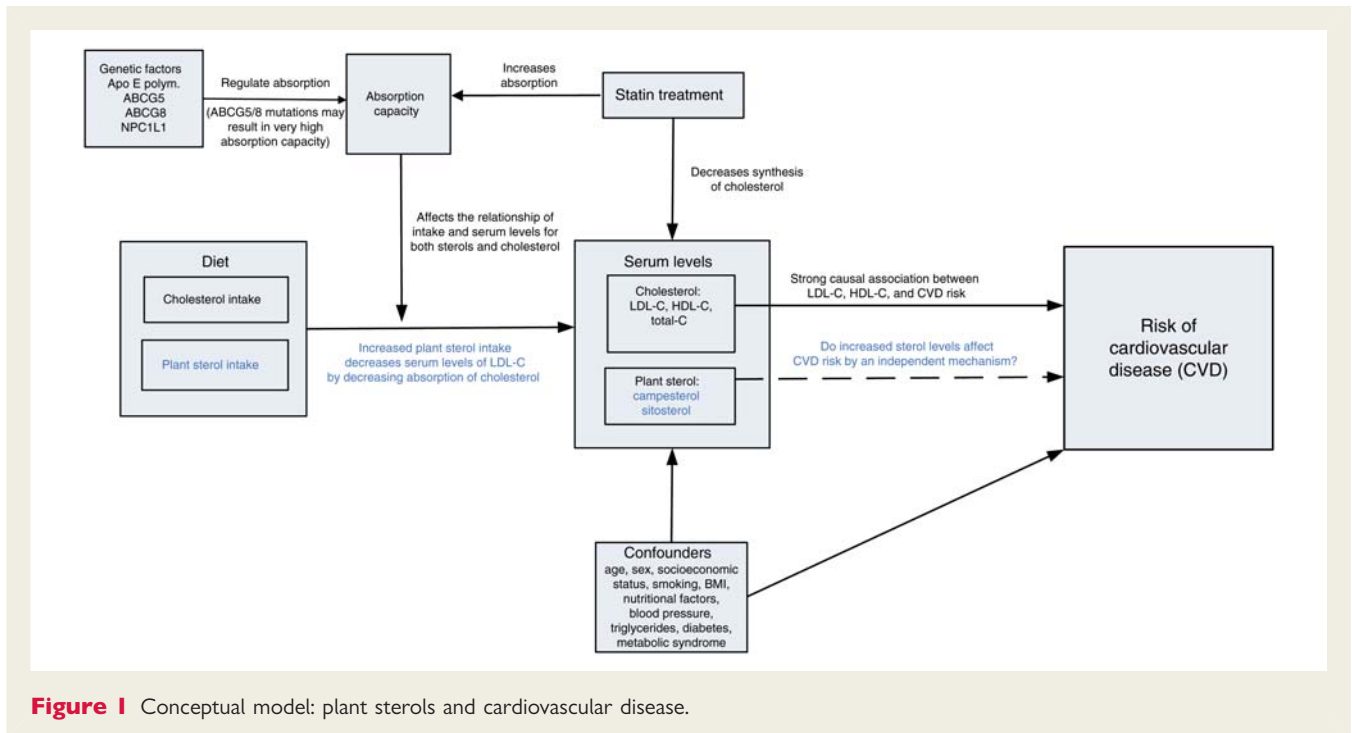 Genetic factors
Apo E polym.
ABCG5
ABCG8
NPC1L1
Regulate absorption
(ABCG5/8 mutations may
result in very high
absorption capacity)
Absorption
capacity
Increases
absorption
Statin treatment
Decreases synthesis
of cholesterol
Affects the relationship of
intake and serum levels for
both sterols and cholesterol
Diet
Cholesterol intake
Plant sterol intake
Increased plant sterol intake
decreases serum levels of LDL-C
by decreasing absorption of cholesterol
Serum levels
Cholesterol:
LDL-C, HDL-C,
total-C
Plant sterol:
campesterol
sitosterol
Strong causal association between
LDL-C, HDL-C, and CVD risk
Do increased sterol levels affect
CVD risk by an independent mechanism?
Risk of
cardiovascular
disease (CVD)
Confounders
age, sex, socioeconomic
status, smoking, BMI,
nutritional factors,
blood pressure,
triglycerides, diabetes,
metabolic syndrome
Figure 1 Conceptual model: plant sterols and cardiovascular disease.